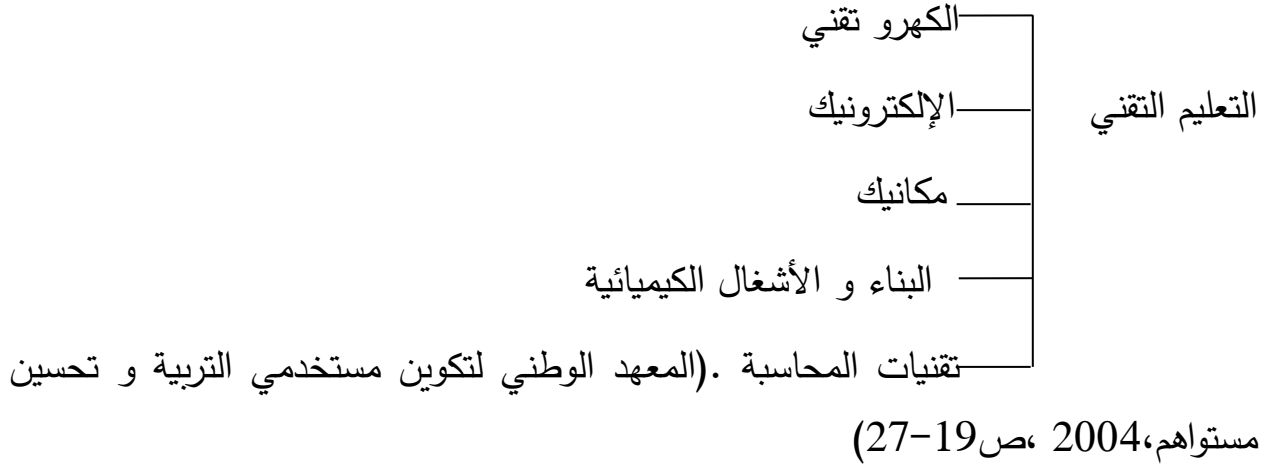 الكهرو تقني
التعليم التقني الإلكترونيك
مكانيك
البناء و الأشغال الكيميائية
تقنيات المحاسبة .(المعهد الوطني لتكوين مستخدمي التربية و تحسين
مستواهم،2004 ،ص19-27)